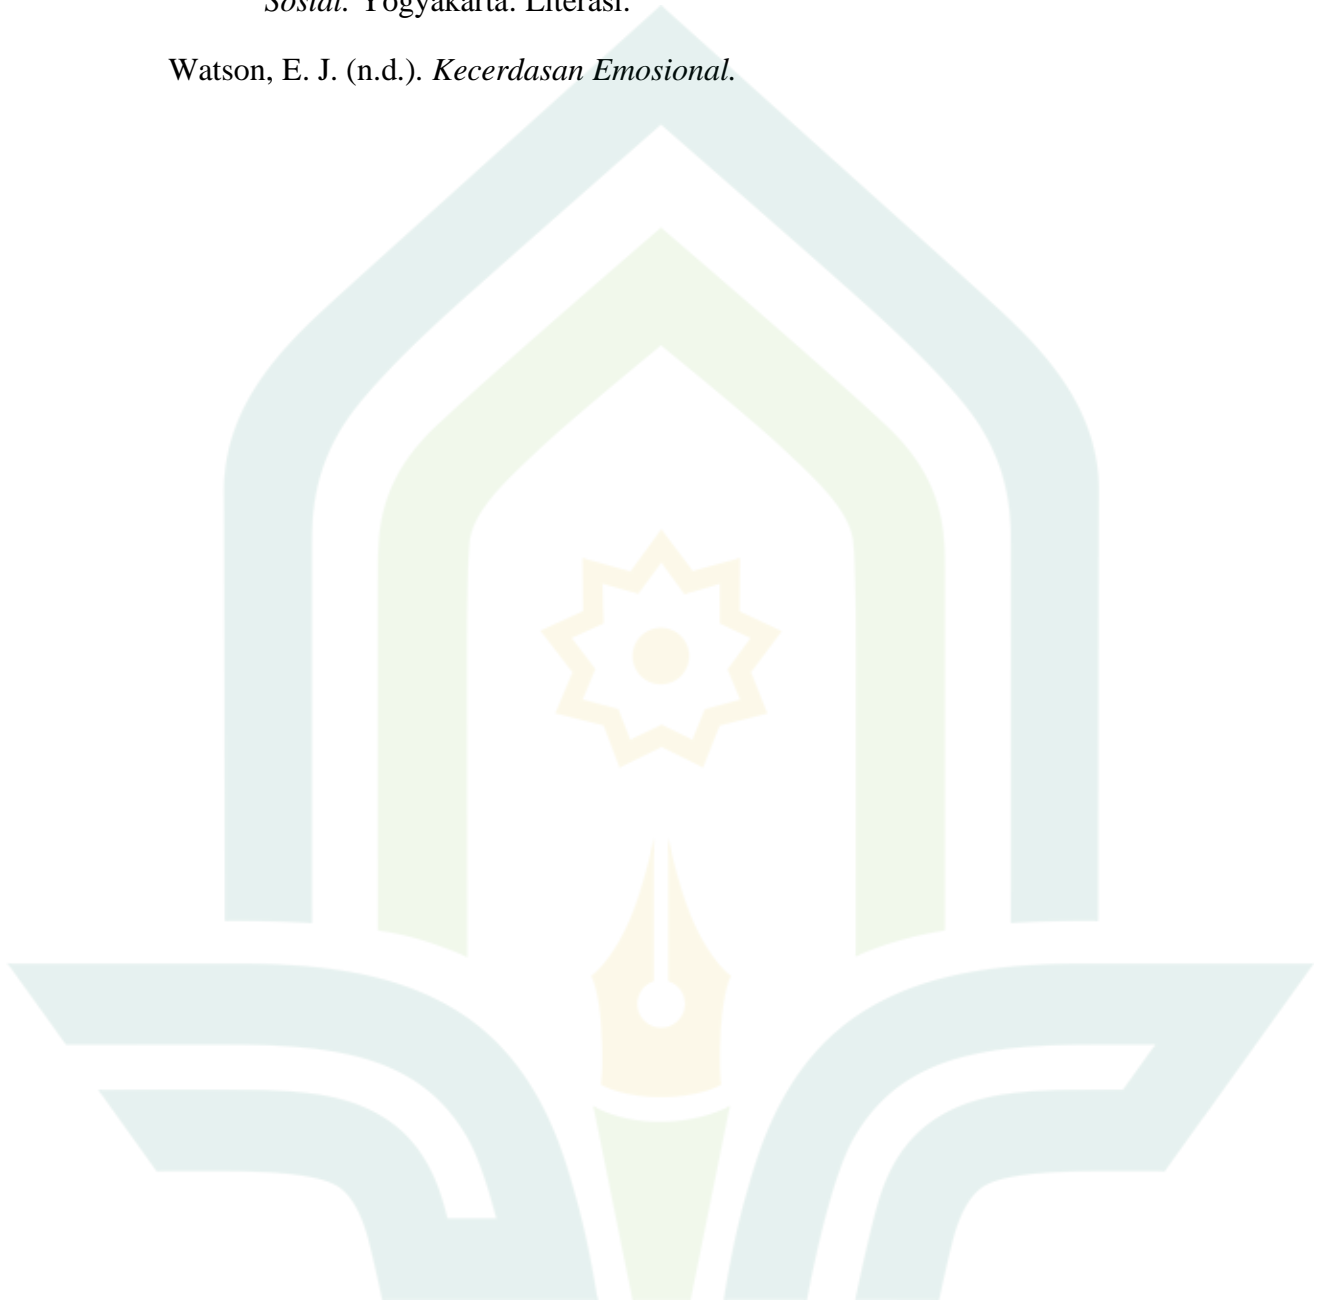 Sosial. Yogyakarta: Literasi.
Watson, E. J. (n.d.). Kecerdasan Emosional.